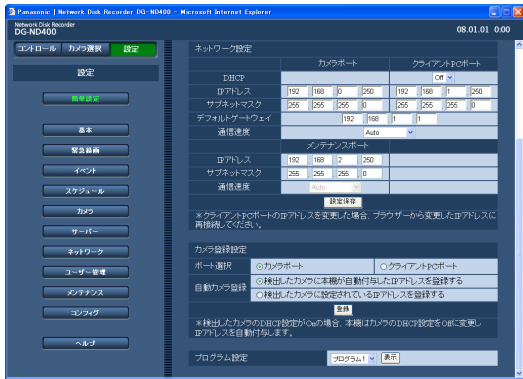 Panasonic | Network Disk Recorder DG-ND400 - Microsoft Internet Explorer
Network Disk Recorder
DG-ND400
08.01.01 0:00
コントロール カメラ選択 設定
設定
簡単設定
基本
緊急録画
イベント
スケジュール
カメラ
サーバー
ネットワーク
ユーザー管理
メンテナンス
コンフィグ
ヘルプ
ネットワーク設定
カメラポート クライアントPCポート
DHCP Off
IPアドレス 192 168 0 250 192 168 1 250
サブネットマスク 255 255 255 0 255 255 255 0
デフォルトゲートウェイ 192 168 1 1
通信速度 Auto
メンテナンスポート
IPアドレス 192 168 2 250
サブネットマスク 255 255 255 0
通信速度 Auto
設定保存
※クライアントPCポートのIPアドレスを変更した場合、ブラウザーから変更したIPアドレスに
再接続してください。
カメラ登録設定
ポート選択 カメラポート クライアントPCポート
自動カメラ登録 検出したカメラに本機が自動付与したIPアドレスを登録する
検出したカメラに設定されているIPアドレスを登録する
登録
※検出したカメラのDHCP設定がOnの場合、本機はカメラのDHCP設定をOffに変更し
IPアドレスを自動付与します。
プログラム設定 プログラム1 表示